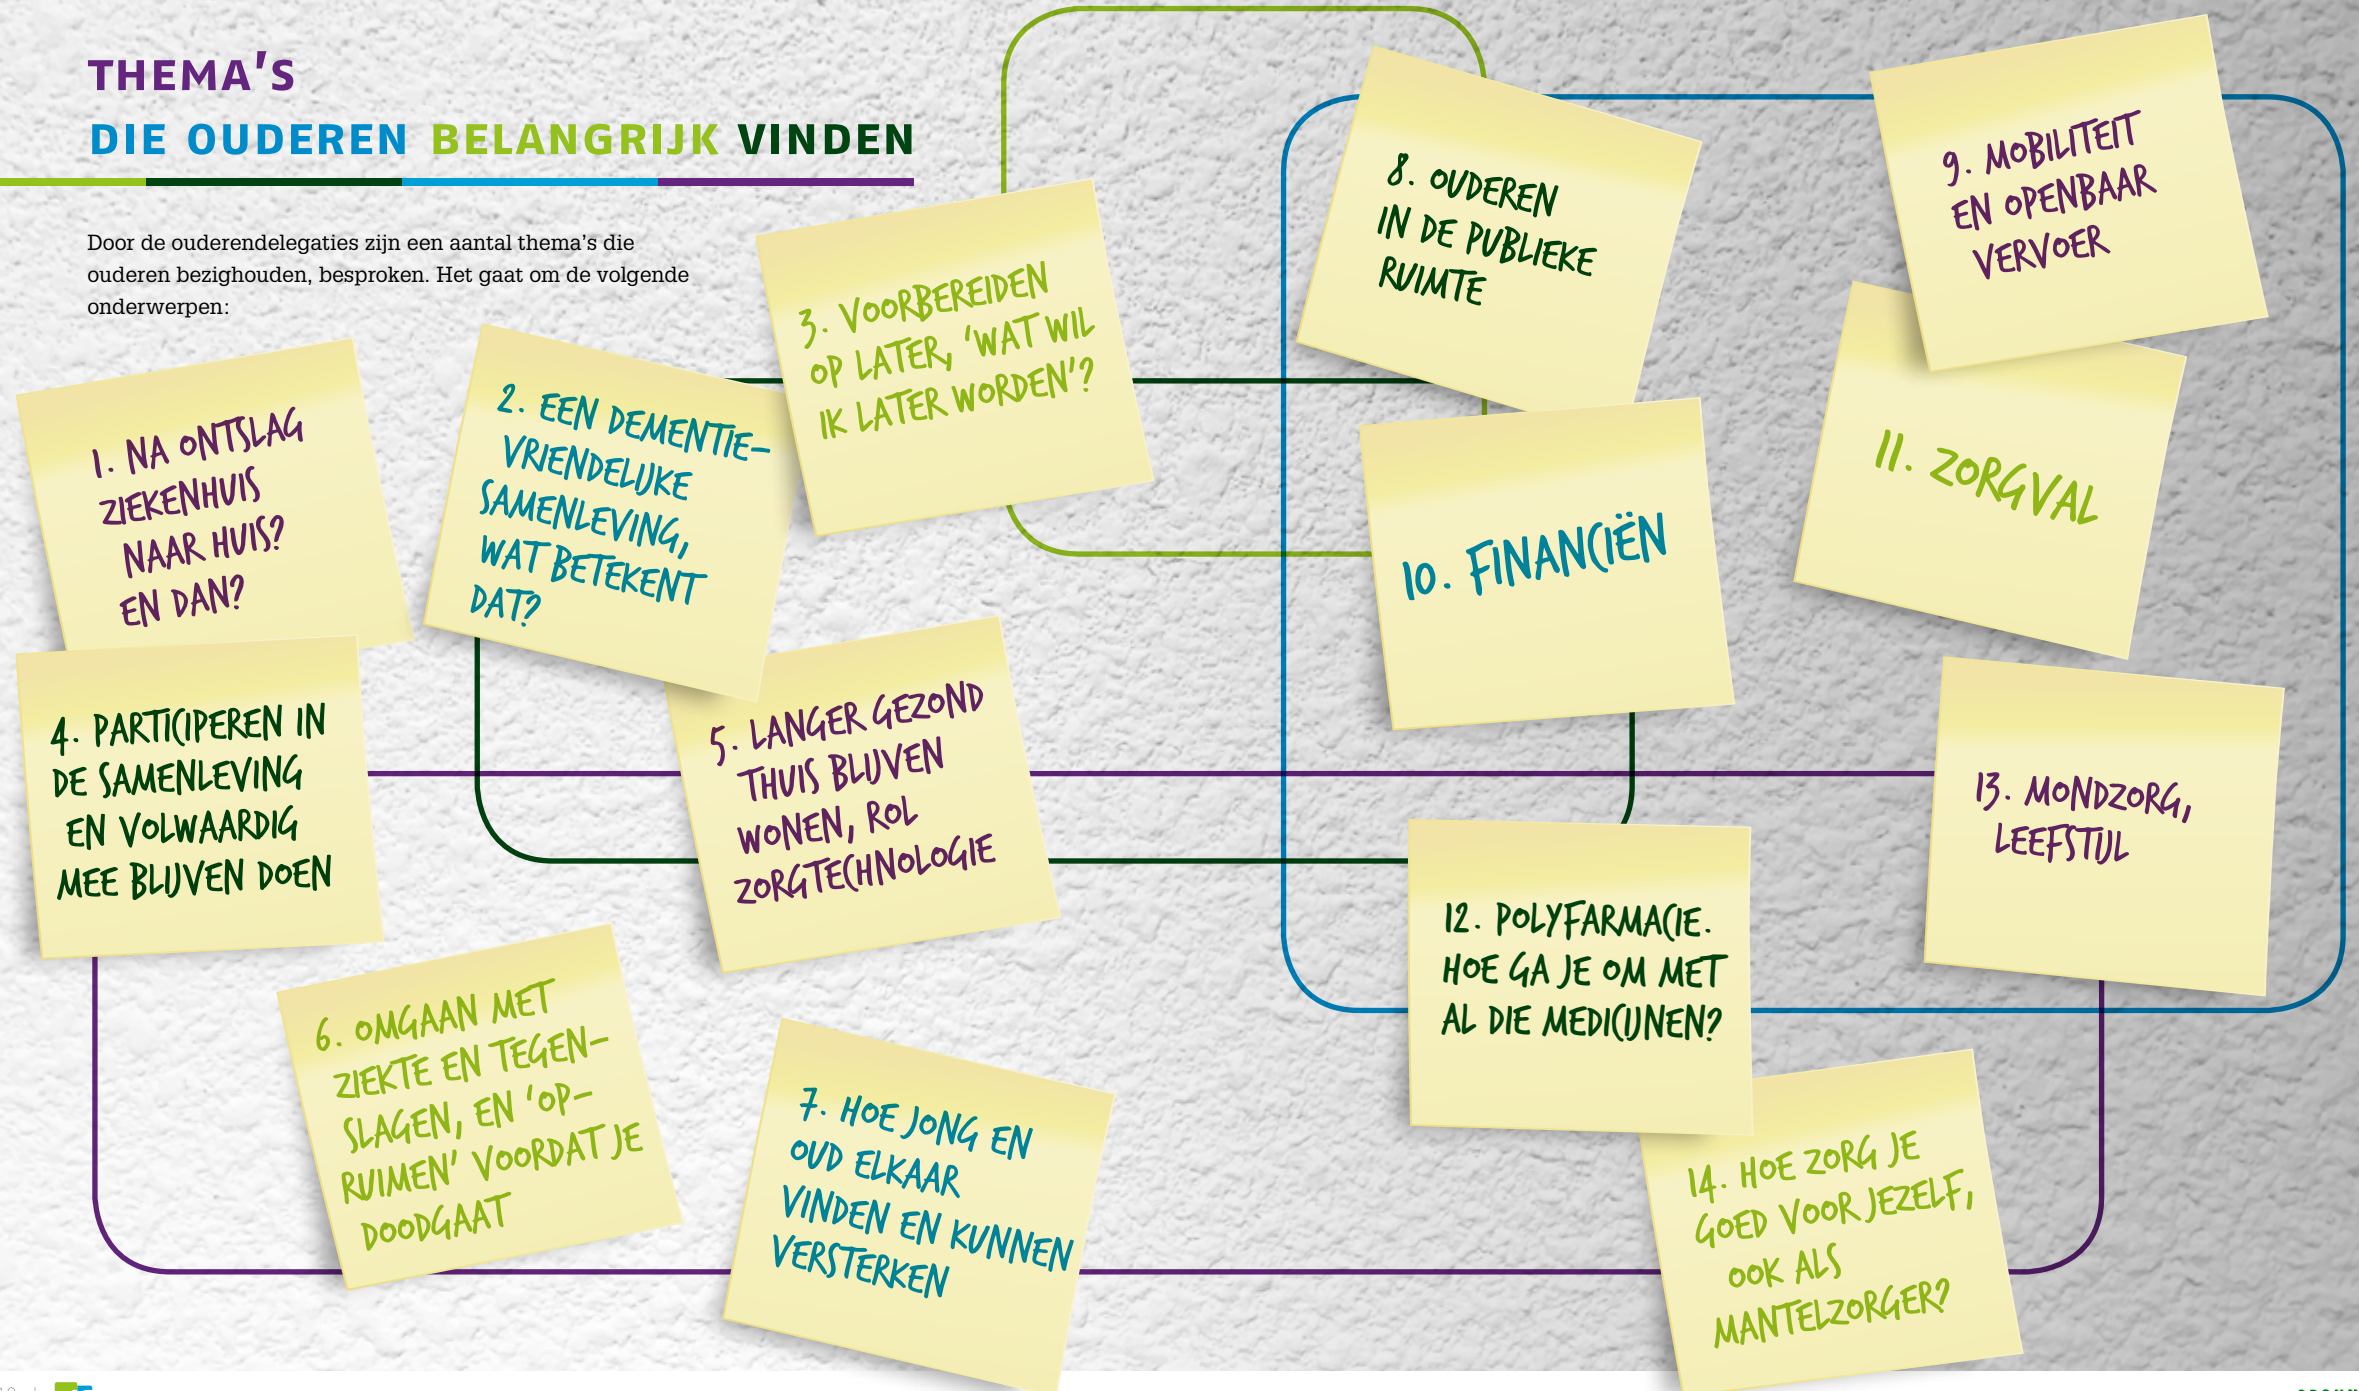 THEMA'S
DIE OUDEREN BELANGRIJK VINDEN
Door de ouderendelegaties zijn een aantal thema's die
ouderen bezighouden, besproken. Het gaat om de volgende
onderwerpen:
1. NA ONTSLAG
ZIEKENHUIS
NAAR HUIS?
EN DAN?
2. EEN DEMENTIE-
VRIENDELIJKE
SAMENLEVING,
WAT BETEKENT
DAT?
3. VOORBEREIDEN
OP LATER, 'WAT WIL
IK LATER WORDEN'?
4. PARTICIPEREN IN
DE SAMENLEVING
EN VOLWAARDIG
MEE BLIJVEN DOEN
5. LANGER GEZOND
THUIS BLIJVEN
WONEN, ROL
ZORGTECHNOLOGIE
6. OMGAAN MET
ZIEKTE EN TEGEN-
SLAGEN, EN 'OP-
RUIMEN' VOORDAT JE
DOODGAAT
7. HOE JONG EN
OUD ELKAAR
VINDEN EN KUNNEN
VERSTERKEN
8. OUDEREN
IN DE PUBLIEKE
RUIMTE
9. MOBILITEIT
EN OPENBAAR
VERVOER
10. FINANCIËN
11. ZORGVAL
12. POLYFARMACIE.
HOE GA JE OM MET
AL DIE MEDICIJNEN?
13. MONDZORG,
LEEFSTIJL
14. HOE ZORG JE
GOED VOOR JEZELF,
OOK ALS
MANTELZORGER?